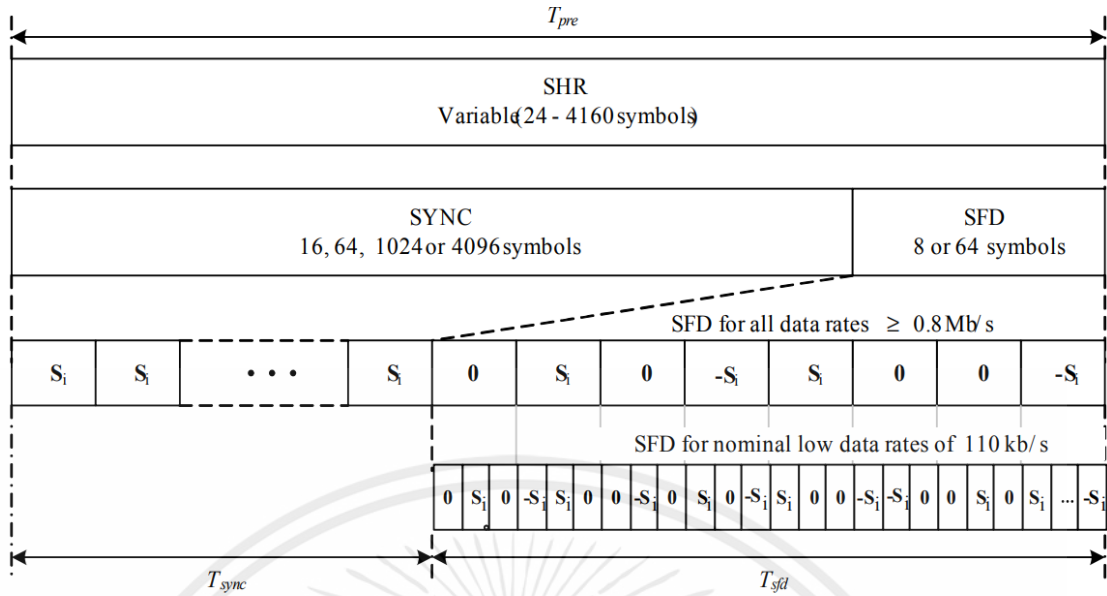 T_pre
SHR
Variable(24 - 4160 symbols)
SYNC
16, 64, 1024 or 4096 symbols
SFD
8 or 64 symbols
SFD for all data rates ≥ 0.8 Mb/s
S_i S_i • • • S_i 0 S_i 0 -S_i S_i 0 0 -S_i
SFD for nominal low data rates of 110 kb/s
0 S_i 0 -S_i S_i 0 0 -S_i 0 S_i 0 -S_i S_i 0 0 -S_i -S_i 0 0 S_i 0 S_i ... -S_i
T_sync
T_sfd